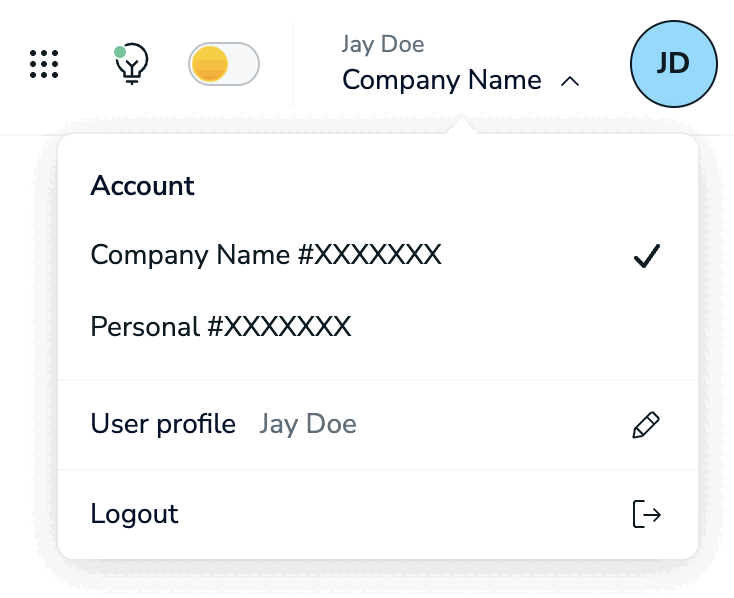 Jay Doe
Company Name
JD
Account
Company Name #XXXXXXX
Personal #XXXXXXX
User profile Jay Doe
Logout